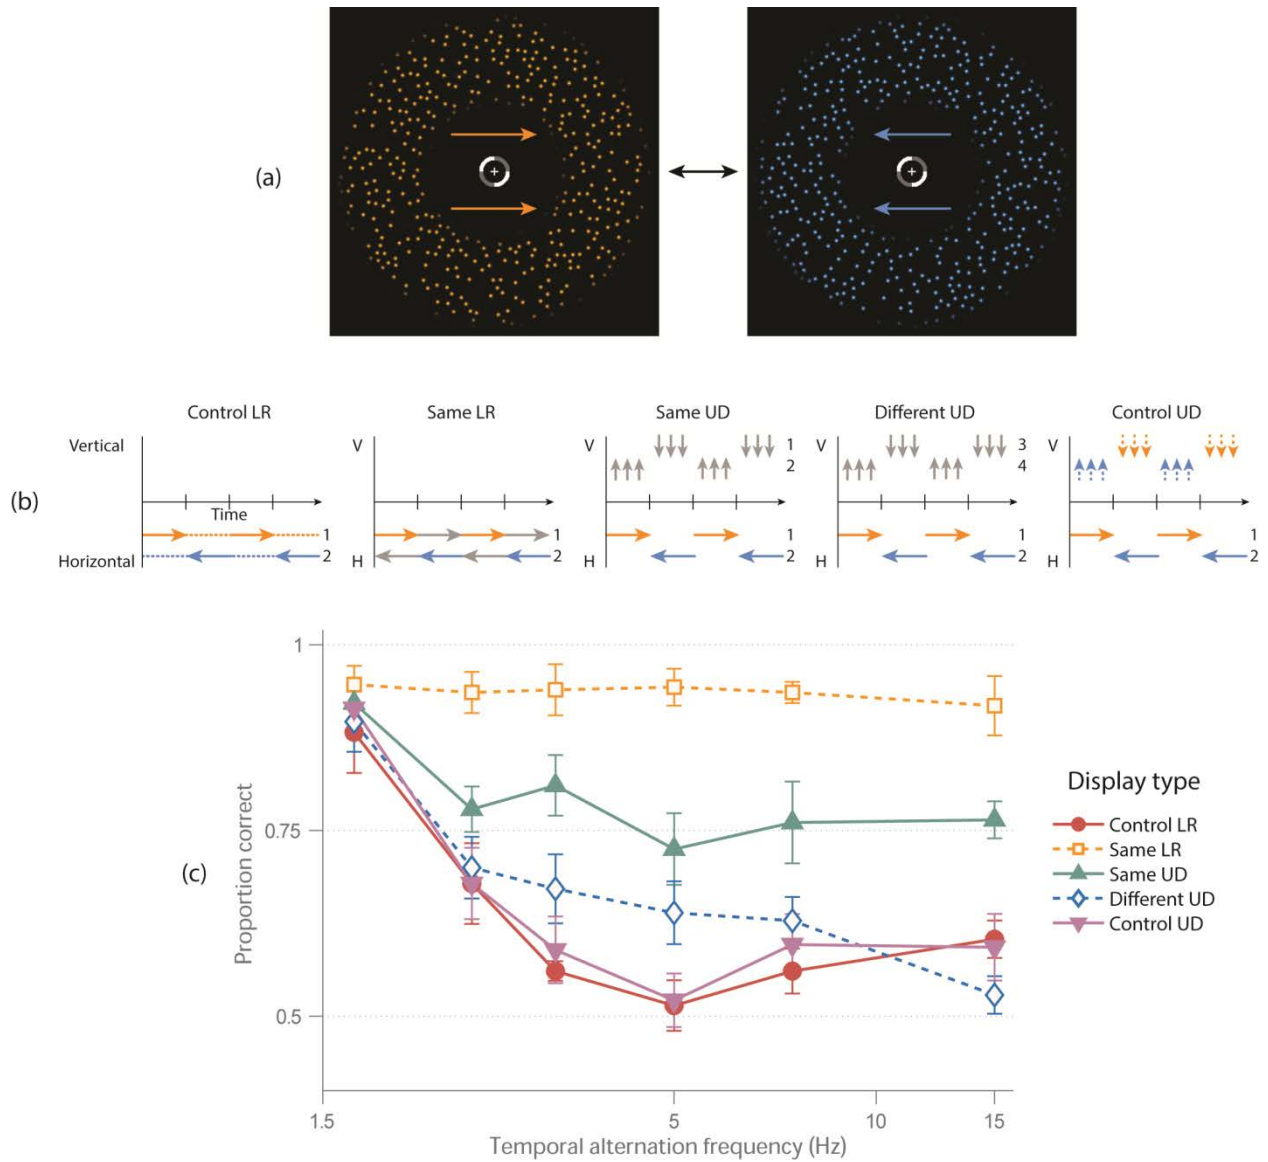 (a)
Control LR
Same LR
Same UD
Different UD
Control UD
(b)
Vertical
Time
Horizontal
1
2
V
H
1
2
V
1
2
H
1
2
V
3
4
H
1
2
V
H
1
2
(c)
Proportion correct
1
0.75
0.5
1.5
5
10
15
Temporal alternation frequency (Hz)
Display type
Control LR
Same LR
Same UD
Different UD
Control UD